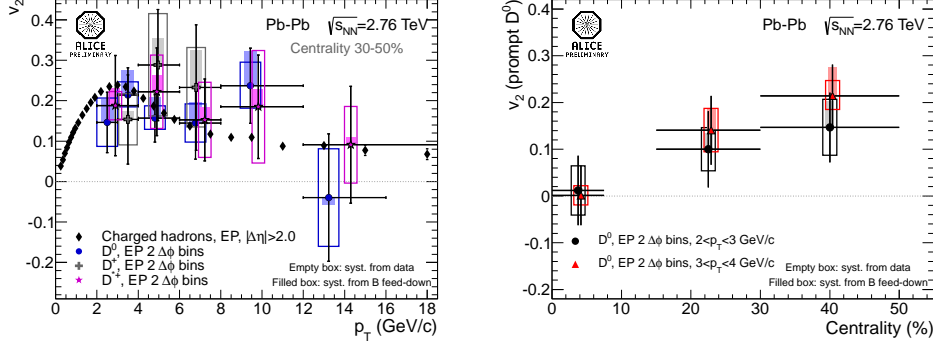 v₂
0.4
0.3
0.2
0.1
0
-0.1
-0.2
ALICE
PRELIMINARY
Pb-Pb √sNN=2.76 TeV
Centrality 30-50%
Charged hadrons, EP, |Δη|>2.0
D⁰, EP 2 Δϕ bins
D⁺, EP 2 Δϕ bins
D*⁺, EP 2 Δϕ bins
Empty box: syst. from data
Filled box: syst. from B feed-down
0 2 4 6 8 10 12 14 16 18
p_T (GeV/c)
v₂ (prompt D⁰)
0.4
0.3
0.2
0.1
0
-0.1
-0.2
ALICE
PRELIMINARY
Pb-Pb √sNN=2.76 TeV
D⁰, EP 2 Δϕ bins, 2<p_T<3 GeV/c
D⁰, EP 2 Δϕ bins, 3<p_T<4 GeV/c
Empty box: syst. from data
Filled box: syst. from B feed-down
0 10 20 30 40 50
Centrality (%)